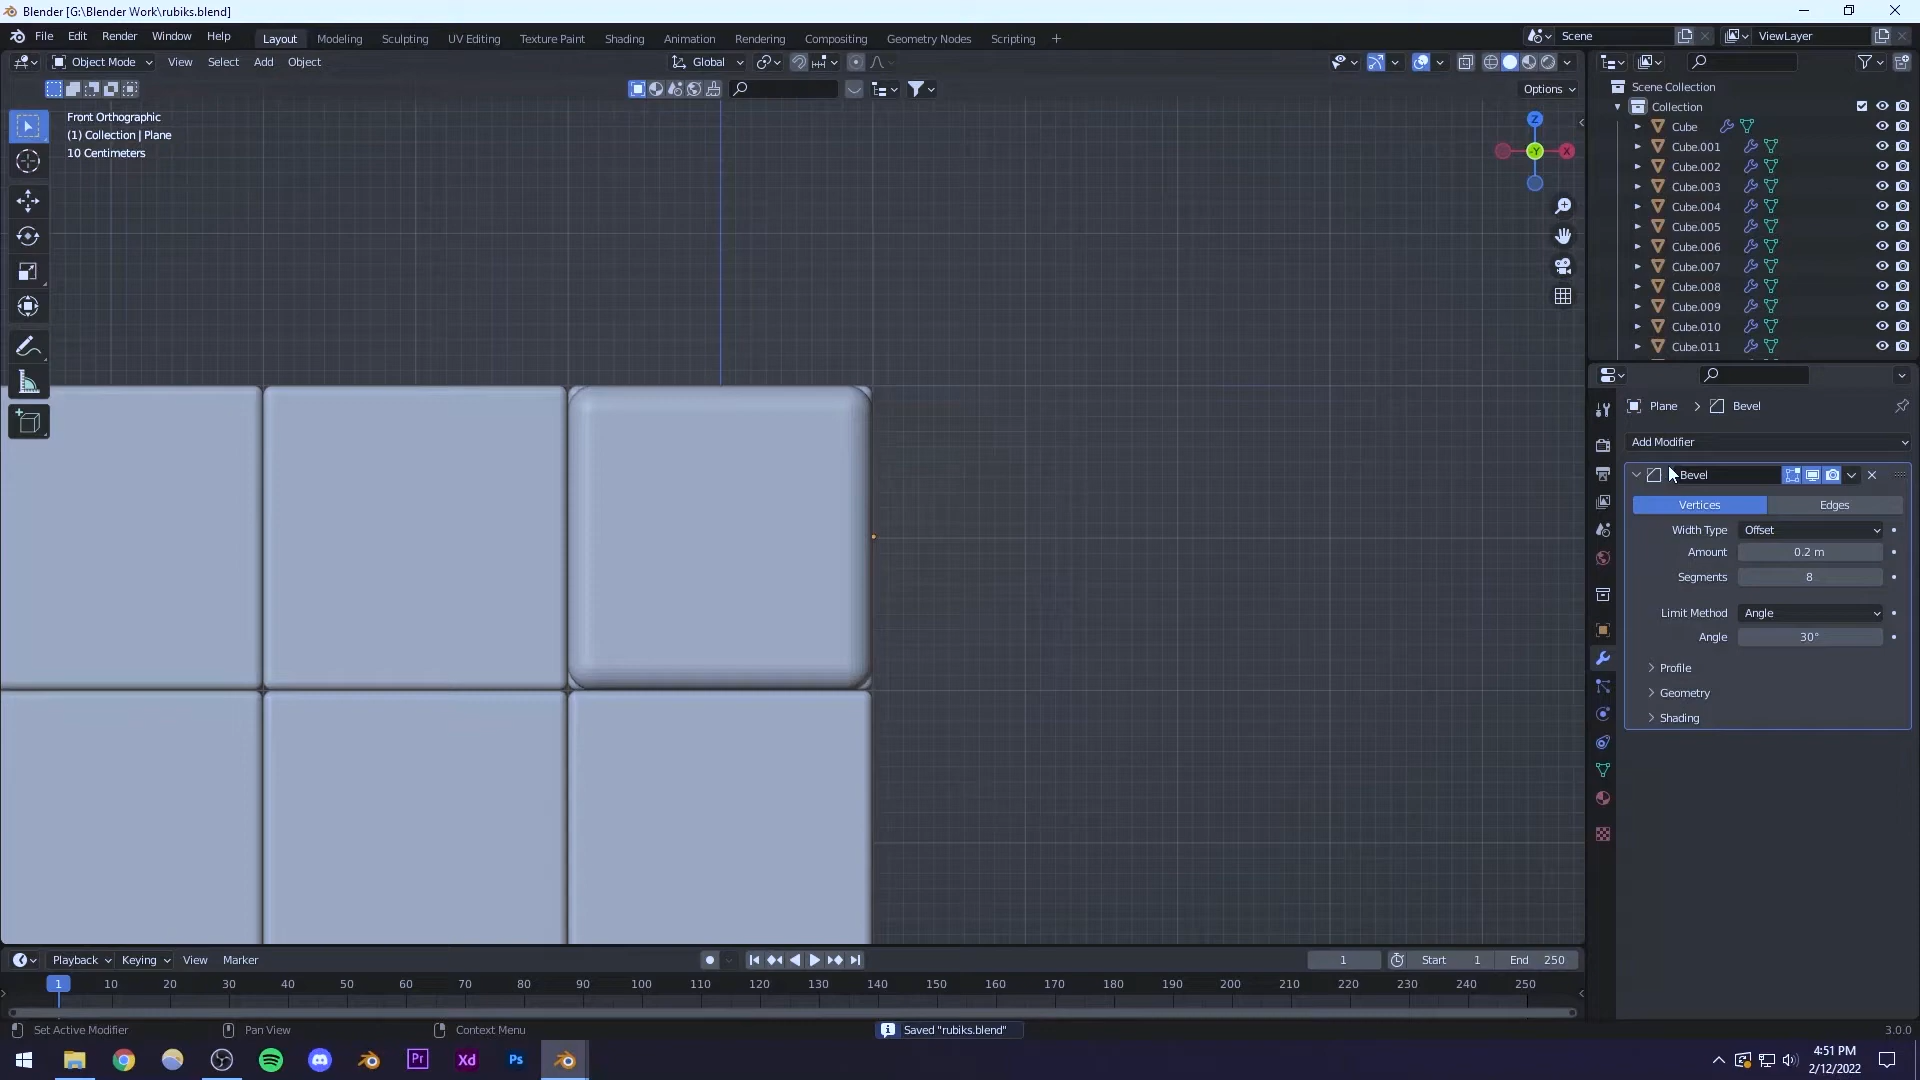 Blender [G:\Blender Work\rubiks.blend]
File Edit Render Window Help
Layout Modeling Sculpting UV Editing Texture Paint Shading Animation Rendering Compositing Geometry Nodes Scripting +
Scene
ViewLayer
Object Mode View Select Add Object
Global
Options
Front Orthographic
(1) Collection | Plane
10 Centimeters
Z
-Y
X
Scene Collection
Collection
Cube
Cube.001
Cube.002
Cube.003
Cube.004
Cube.005
Cube.006
Cube.007
Cube.008
Cube.009
Cube.010
Cube.011
Plane > Bevel
Add Modifier
Bevel
Vertices Edges
Width Type Offset
Amount 0.2 m
Segments 8
Limit Method Angle
Angle 30°
Profile
Geometry
Shading
Playback Keying View Marker
1 Start 1 End 250
1 10 20 30 40 50 60 70 80 90 100 110 120 130 140 150 160 170 180 190 200 210 220 230 240 250
Set Active Modifier Pan View Context Menu
Saved "rubiks.blend"
3.0.0
Pr Xd Ps
4:51 PM
2/12/2022